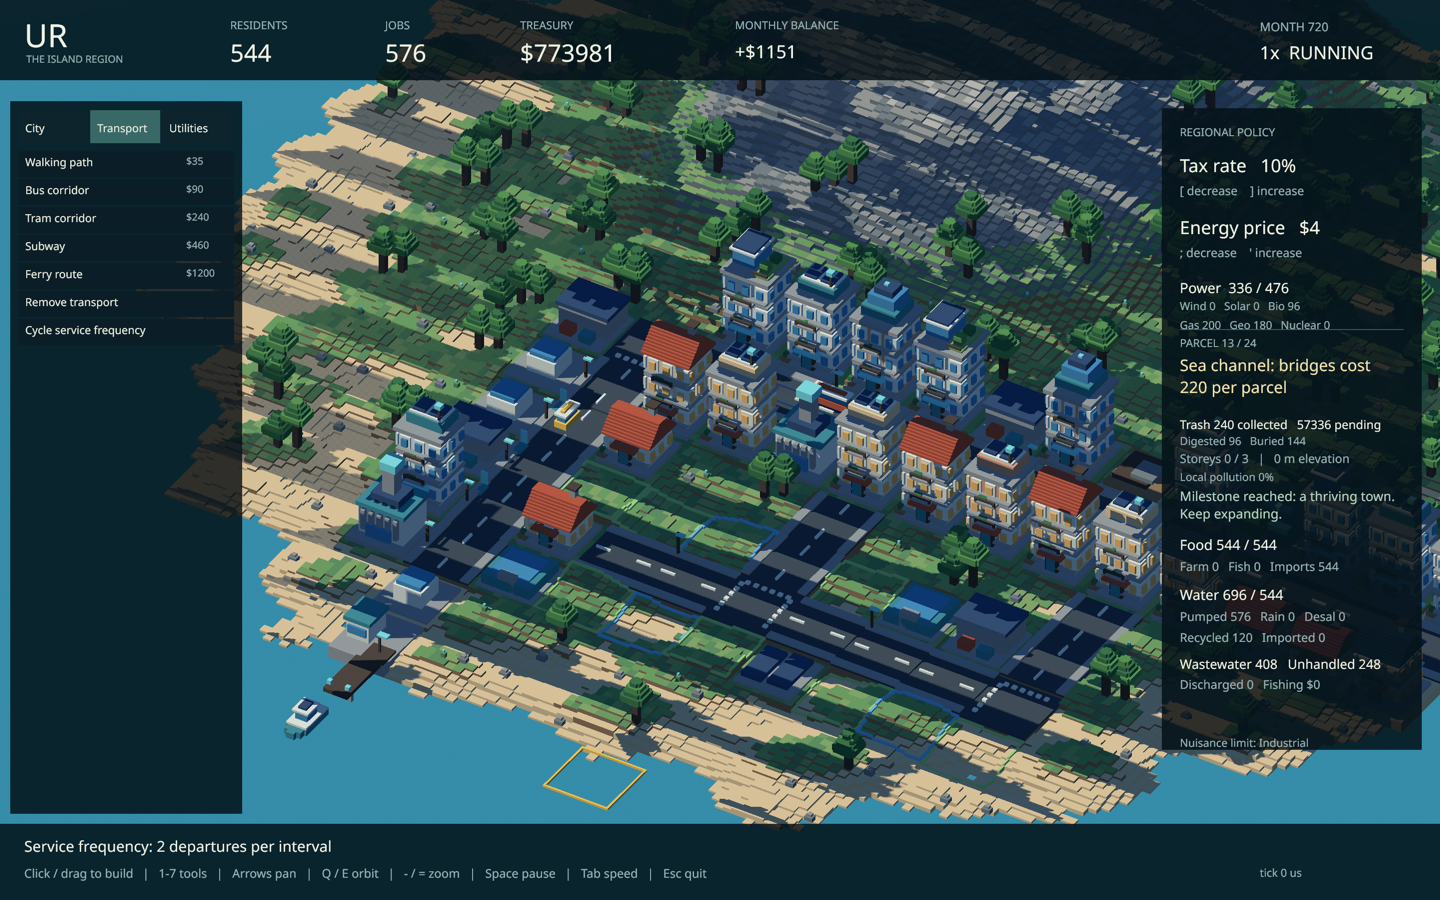 UR
THE ISLAND REGION
RESIDENTS
544
JOBS
576
TREASURY
$773981
MONTHLY BALANCE
+$1151
MONTH 720
1x RUNNING
City Transport Utilities
Walking path $35
Bus corridor $90
Tram corridor $240
Subway $460
Ferry route $1200
Remove transport
Cycle service frequency
REGIONAL POLICY
Tax rate 10%
[ decrease ] increase
Energy price $4
; decrease ' increase
Power 336 / 476
Wind 0 Solar 0 Bio 96
Gas 200 Geo 180 Nuclear 0
PARCEL 13 / 24
Sea channel: bridges cost
220 per parcel
Trash 240 collected 57336 pending
Digested 96 Buried 144
Storeys 0 / 3 | 0 m elevation
Local pollution 0%
Milestone reached: a thriving town.
Keep expanding.
Food 544 / 544
Farm 0 Fish 0 Imports 544
Water 696 / 544
Pumped 576 Rain 0 Desal 0
Recycled 120 Imported 0
Wastewater 408 Unhandled 248
Discharged 0 Fishing $0
Nuisance limit: Industrial
Service frequency: 2 departures per interval
Click / drag to build | 1-7 tools | Arrows pan | Q / E orbit | - / = zoom | Space pause | Tab speed | Esc quit
tick 0 us